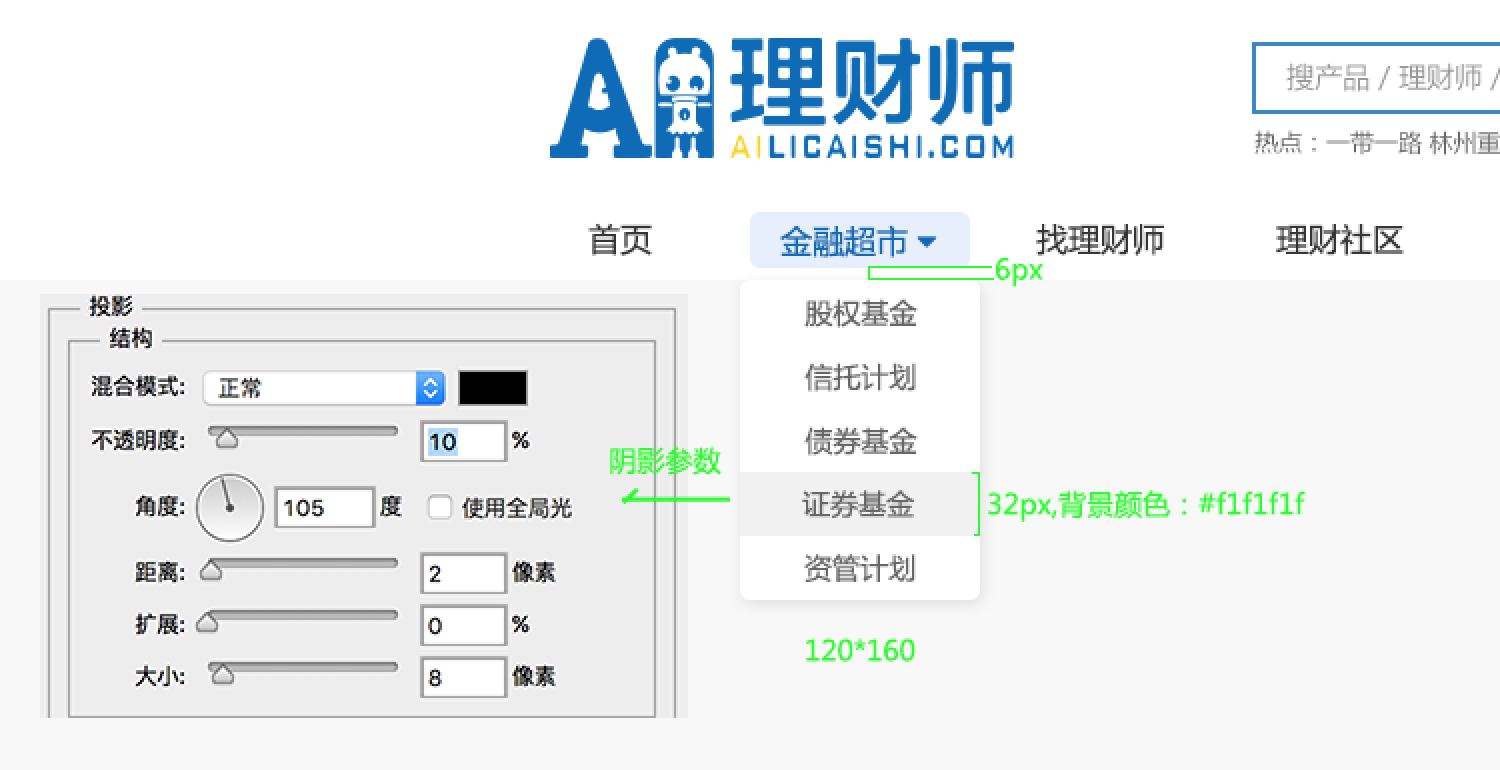 AI理财师
AILICAISHI.COM
搜产品 / 理财师 /
热点：一带一路 林州重
首页
金融超市
找理财师
理财社区
6px
股权基金
信托计划
债券基金
证券基金
资管计划
32px,背景颜色：#f1f1f1f
120*160
阴影参数
投影
结构
混合模式: 正常
不透明度: 10 %
角度: 105 度 使用全局光
距离: 2 像素
扩展: 0 %
大小: 8 像素